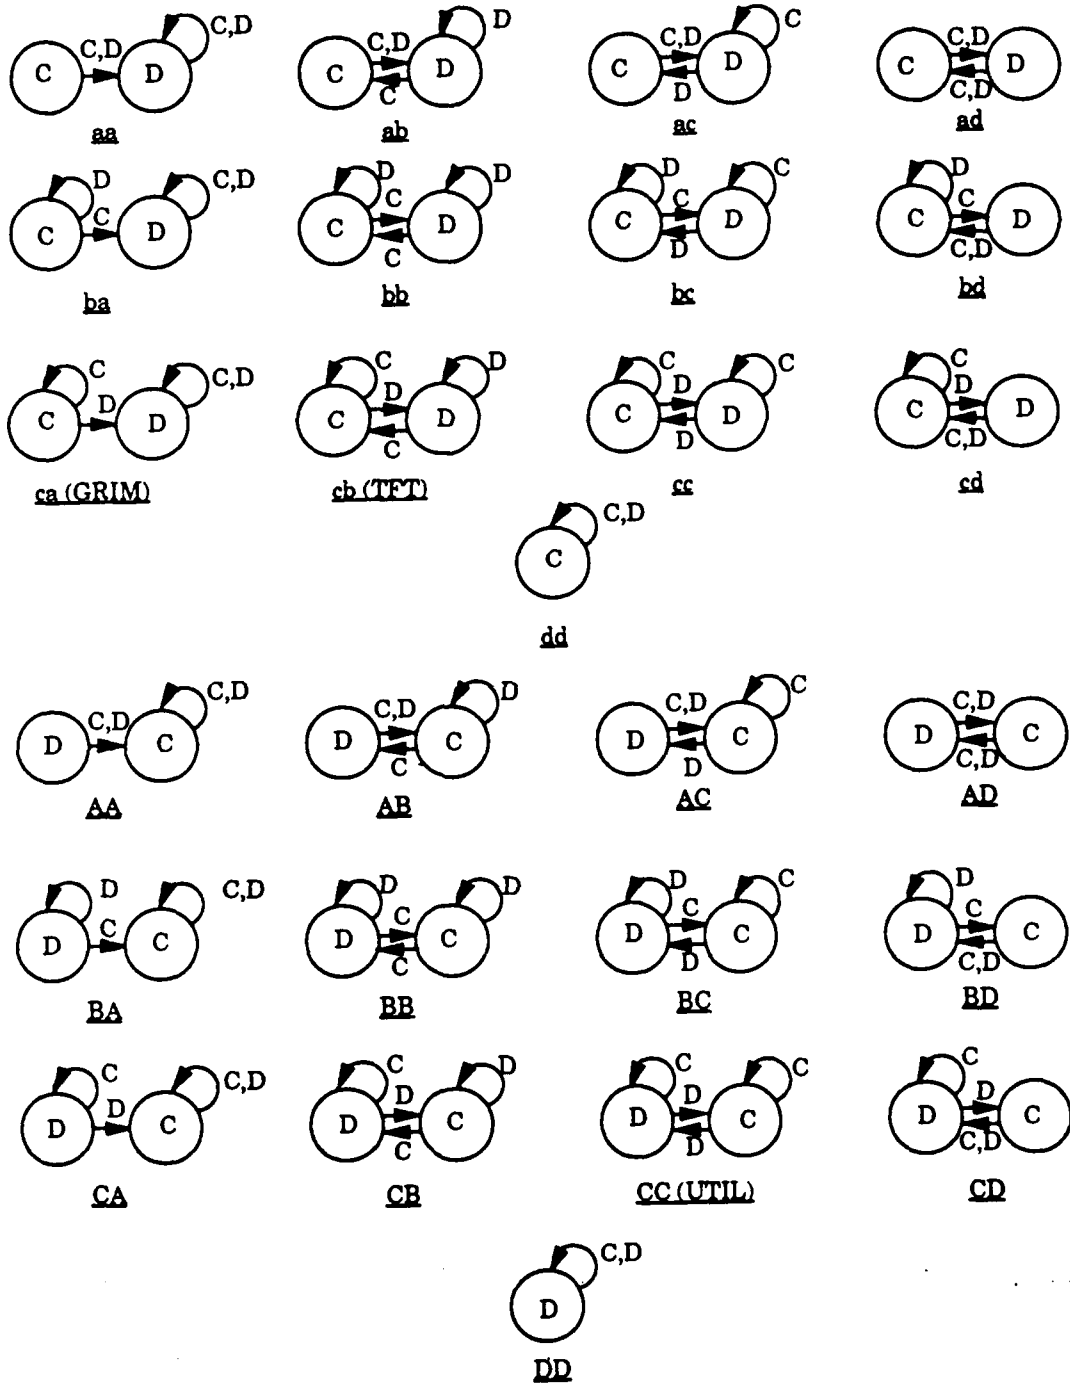 C C,D D C,D
aa
C C,D C D D
ab
C C,D D D C
ac
C C,D C,D D
ad
C D C D C,D
ba
C D C C D D
bb
C D C D D C
bc
C D C C,D D
bd
C C D D C,D
ca (GRIM)
C C D C D D
cb (TFT)
C C D D D C
cc
C C D C,D D
cd
C C,D
dd
D C,D C C,D
AA
D C,D C C D
AB
D C,D D C C
AC
D C,D C,D C
AD
D D C C C,D
BA
D D C C C D
BB
D D C D C C
BC
D D C C,D C
BD
D C D C C,D
CA
D C D C C D
CB
D C D D C C
CC (UTIL)
D C D C,D C
CD
D C,D
DD